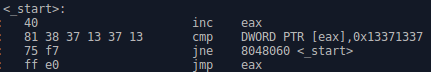 <_start>:
: 40 inc eax
: 81 38 37 13 37 13 cmp DWORD PTR [eax],0x13371337
: 75 f7 jne 8048060 <_start>
: ff e0 jmp eax